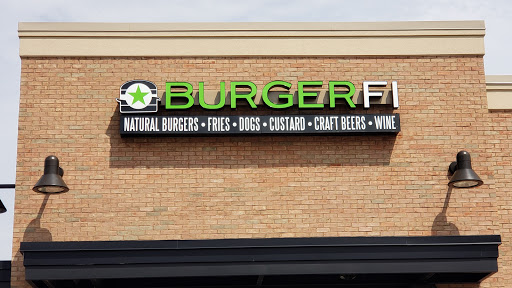 BURGERFI
NATURAL BURGERS • FRIES • DOGS • CUSTARD • CRAFT BEERS • WINE